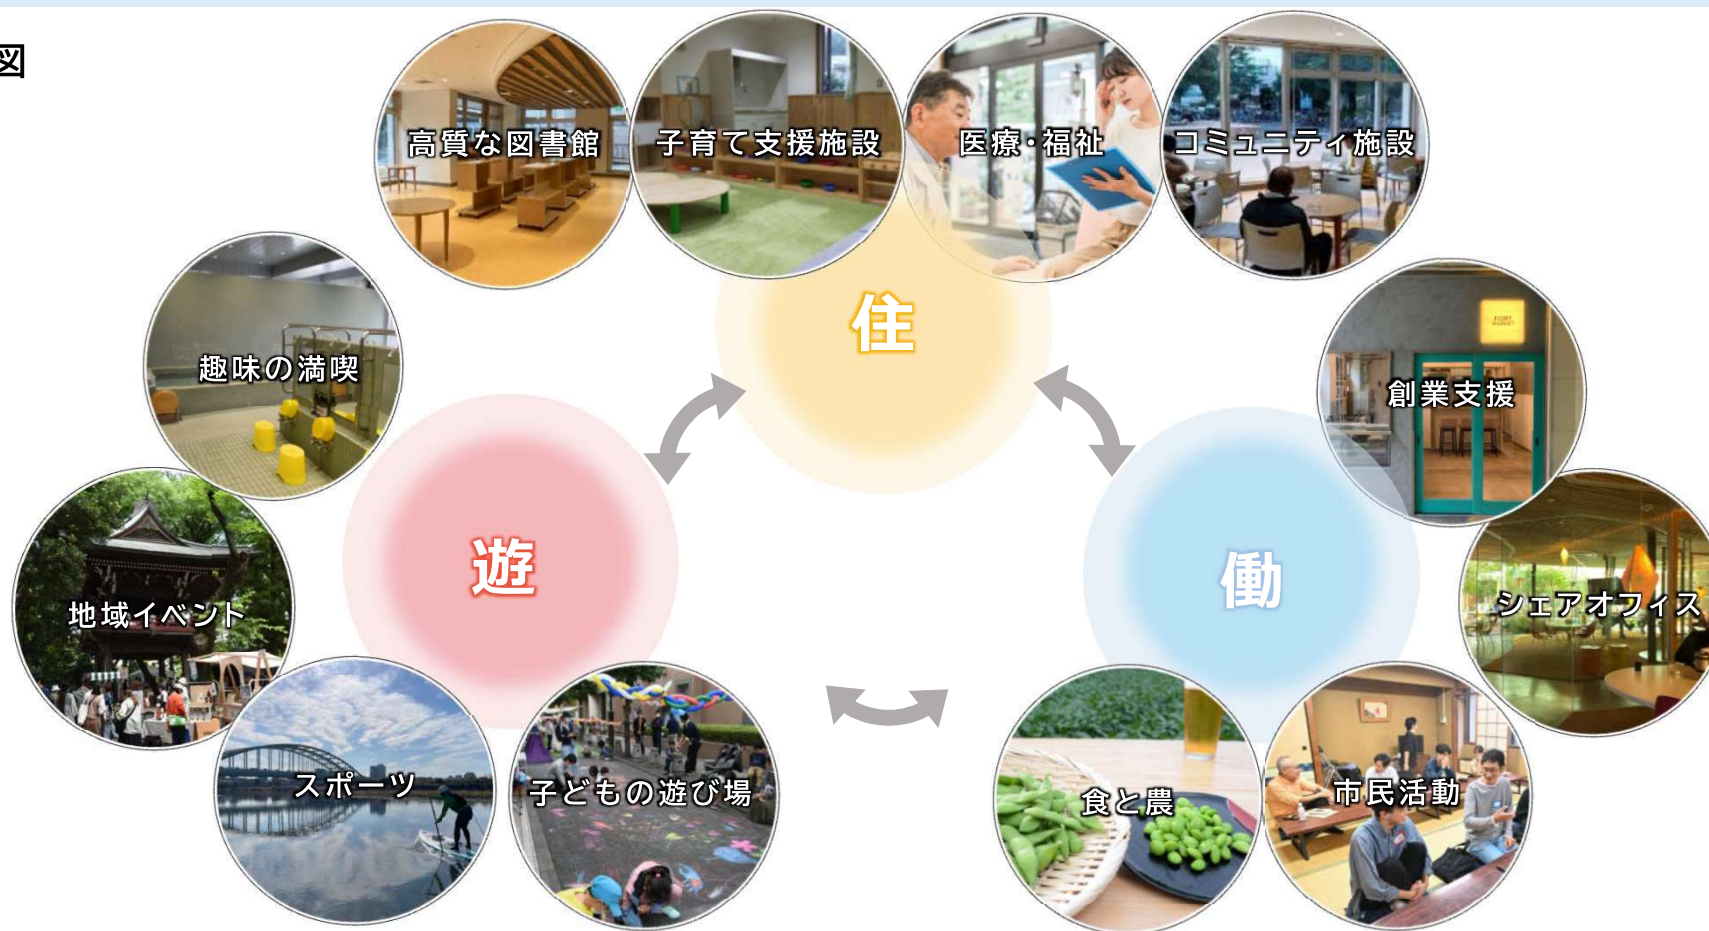 図
高質な図書館
子育て支援施設
医療・福祉
コミュニティ施設
住
趣味の満喫
創業支援
遊
働
地域イベント
シェアオフィス
スポーツ
子どもの遊び場
食と農
市民活動